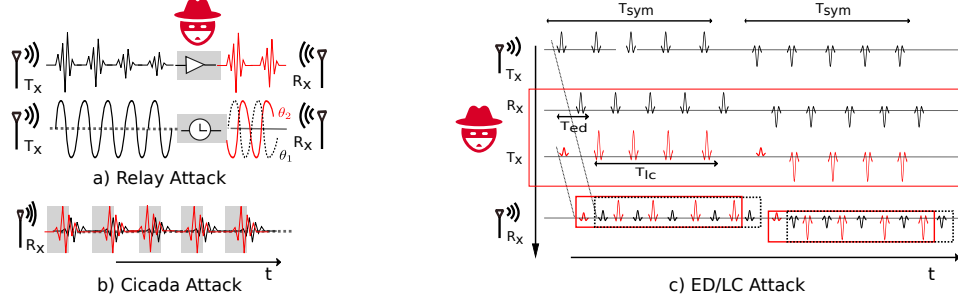 Tx
Rx
θ2
Tx
θ1
Rx
a) Relay Attack
Rx
t
b) Cicada Attack
Tsym
Tsym
Tx
Rx
Ted
Tx
Tlc
Rx
t
c) ED/LC Attack